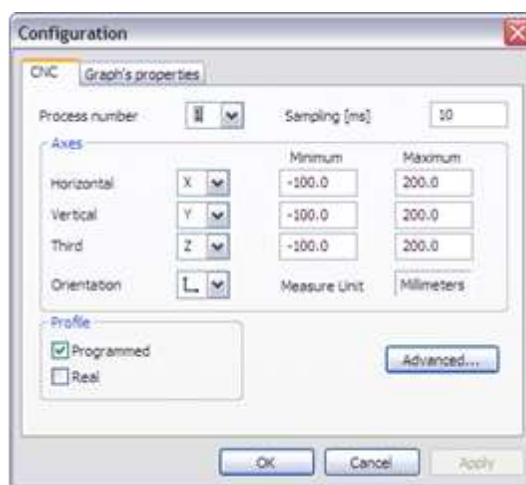 Configuration
CNC Graph's properties
Process number Sampling [ms] 10
Axes
Minimum Maximum
Horizontal X -100.0 200.0
Vertical Y -100.0 200.0
Third Z -100.0 200.0
Orientation Measure Unit Millimeters
Profile
Programmed
Real
Advanced...
OK Cancel Apply